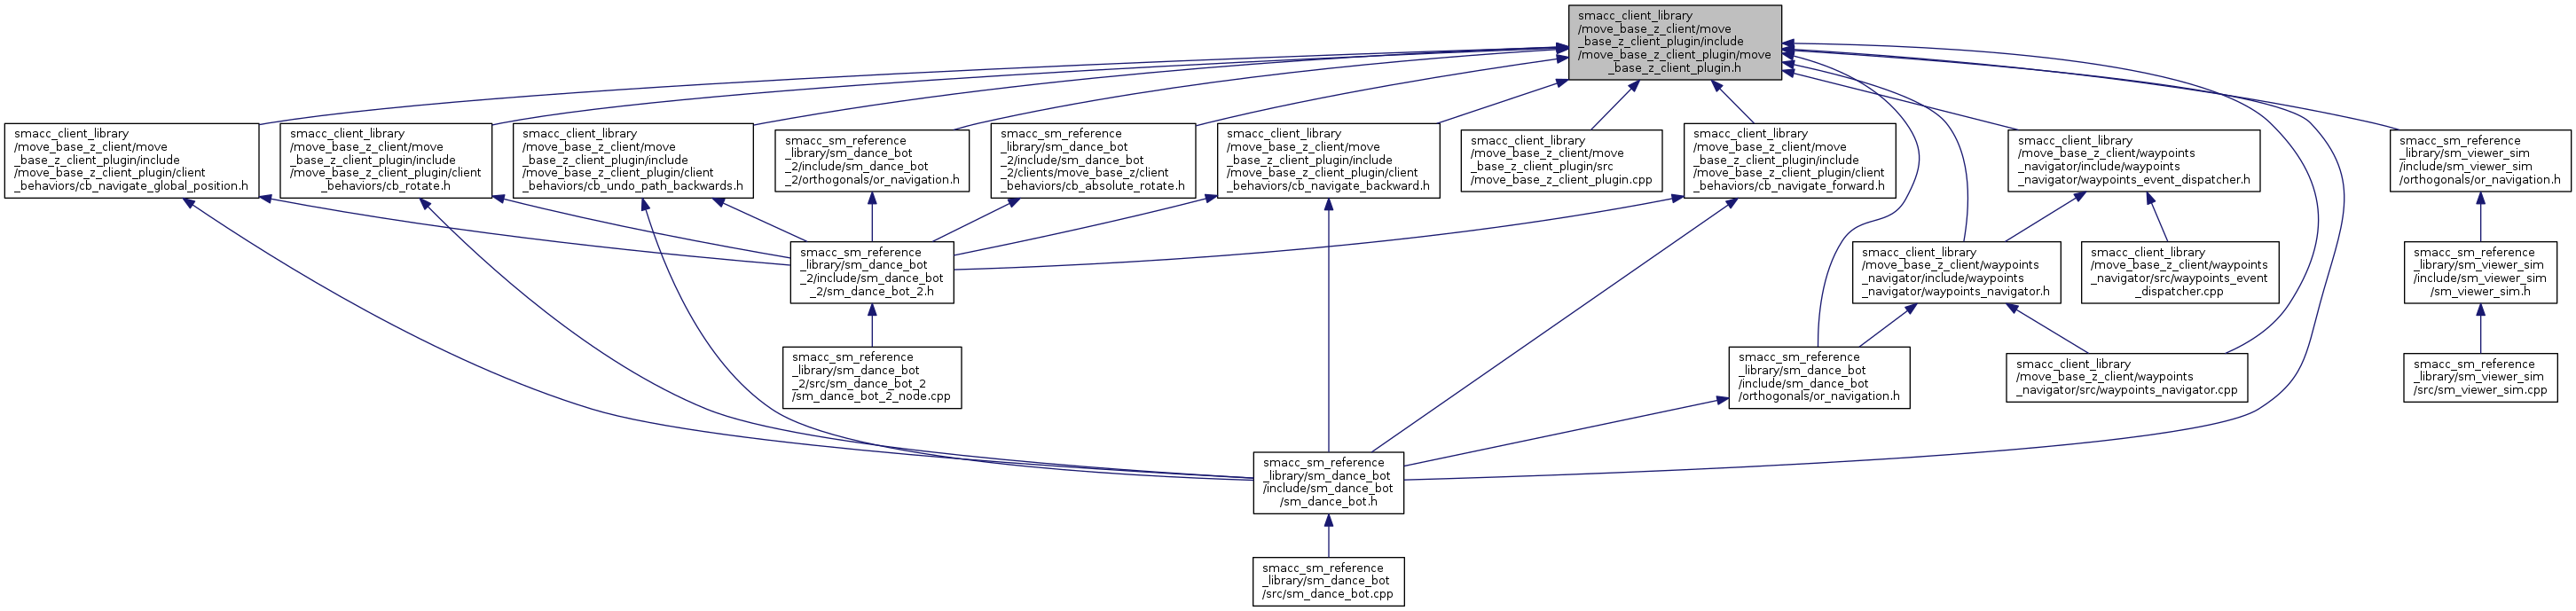 smacc_client_library
/move_base_z_client/move
_base_z_client_plugin/include
/move_base_z_client_plugin/move
_base_z_client_plugin.h
smacc_client_library
/move_base_z_client/move
_base_z_client_plugin/include
/move_base_z_client_plugin/client
_behaviors/cb_navigate_global_position.h
smacc_client_library
/move_base_z_client/move
_base_z_client_plugin/include
/move_base_z_client_plugin/client
_behaviors/cb_rotate.h
smacc_client_library
/move_base_z_client/move
_base_z_client_plugin/include
/move_base_z_client_plugin/client
_behaviors/cb_undo_path_backwards.h
smacc_sm_reference
_library/sm_dance_bot
_2/include/sm_dance_bot
_2/orthogonals/or_navigation.h
smacc_sm_reference
_library/sm_dance_bot
_2/include/sm_dance_bot
_2/clients/move_base_z/client
_behaviors/cb_absolute_rotate.h
smacc_client_library
/move_base_z_client/move
_base_z_client_plugin/include
/move_base_z_client_plugin/client
_behaviors/cb_navigate_backward.h
smacc_client_library
/move_base_z_client/move
_base_z_client_plugin/src
/move_base_z_client_plugin.cpp
smacc_client_library
/move_base_z_client/move
_base_z_client_plugin/include
/move_base_z_client_plugin/client
_behaviors/cb_navigate_forward.h
smacc_client_library
/move_base_z_client/waypoints
_navigator/include/waypoints
_navigator/waypoints_event_dispatcher.h
smacc_sm_reference
_library/sm_viewer_sim
/include/sm_viewer_sim
/orthogonals/or_navigation.h
smacc_sm_reference
_library/sm_dance_bot
_2/include/sm_dance_bot
_2/sm_dance_bot_2.h
smacc_client_library
/move_base_z_client/waypoints
_navigator/include/waypoints
_navigator/waypoints_navigator.h
smacc_client_library
/move_base_z_client/waypoints
_navigator/src/waypoints_event
_dispatcher.cpp
smacc_sm_reference
_library/sm_viewer_sim
/include/sm_viewer_sim
/sm_viewer_sim.h
smacc_sm_reference
_library/sm_dance_bot
_2/src/sm_dance_bot_2
/sm_dance_bot_2_node.cpp
smacc_sm_reference
_library/sm_dance_bot
/include/sm_dance_bot
/orthogonals/or_navigation.h
smacc_client_library
/move_base_z_client/waypoints
_navigator/src/waypoints_navigator.cpp
smacc_sm_reference
_library/sm_viewer_sim
/src/sm_viewer_sim.cpp
smacc_sm_reference
_library/sm_dance_bot
/include/sm_dance_bot
/sm_dance_bot.h
smacc_sm_reference
_library/sm_dance_bot
/src/sm_dance_bot.cpp